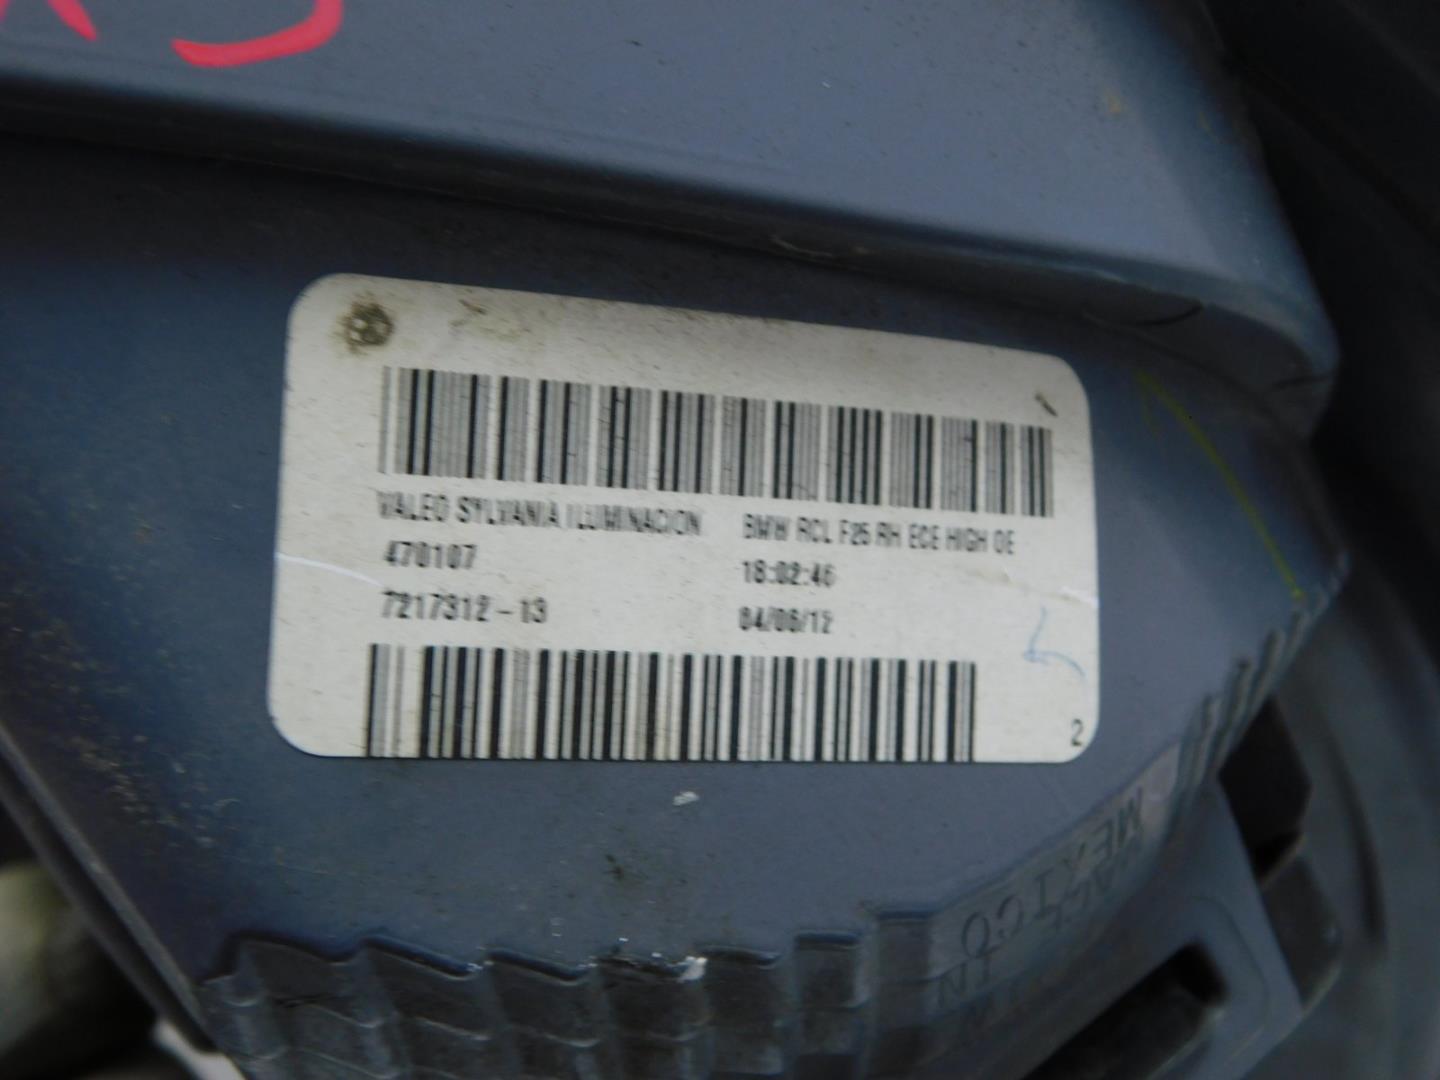 VALEO SYLVANIA ILUMINACION BMW RCL F25 RH ECE HIGH OE
470107 18:02:46
7217312-13 04/06/12
2
MEXICO
IN